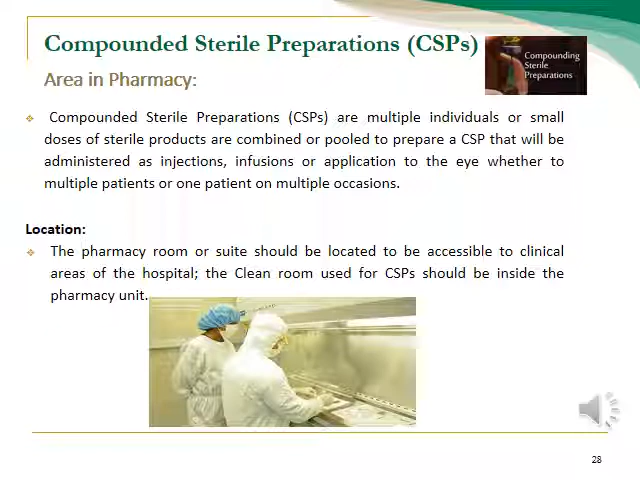 Compounded Sterile Preparations (CSPs)
Compounding
Sterile
Preparations
Area in Pharmacy:
❖ Compounded Sterile Preparations (CSPs) are multiple individuals or small
doses of sterile products are combined or pooled to prepare a CSP that will be
administered as injections, infusions or application to the eye whether to
multiple patients or one patient on multiple occasions.
Location:
❖ The pharmacy room or suite should be located to be accessible to clinical
areas of the hospital; the Clean room used for CSPs should be inside the
pharmacy unit.
28